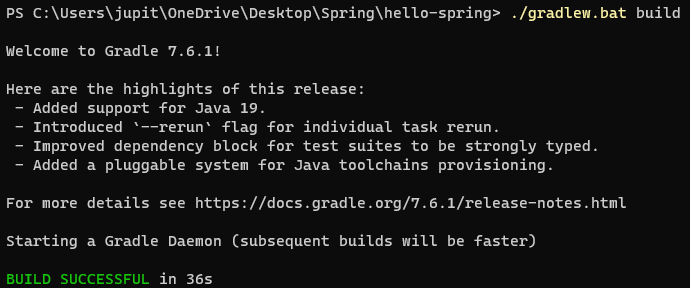 PS C:\Users\jupit\OneDrive\Desktop\Spring\hello-spring> ./gradlew.bat build
Welcome to Gradle 7.6.1!
Here are the highlights of this release:
- Added support for Java 19.
- Introduced `--rerun` flag for individual task rerun.
- Improved dependency block for test suites to be strongly typed.
- Added a pluggable system for Java toolchains provisioning.
For more details see https://docs.gradle.org/7.6.1/release-notes.html
Starting a Gradle Daemon (subsequent builds will be faster)
BUILD SUCCESSFUL in 36s